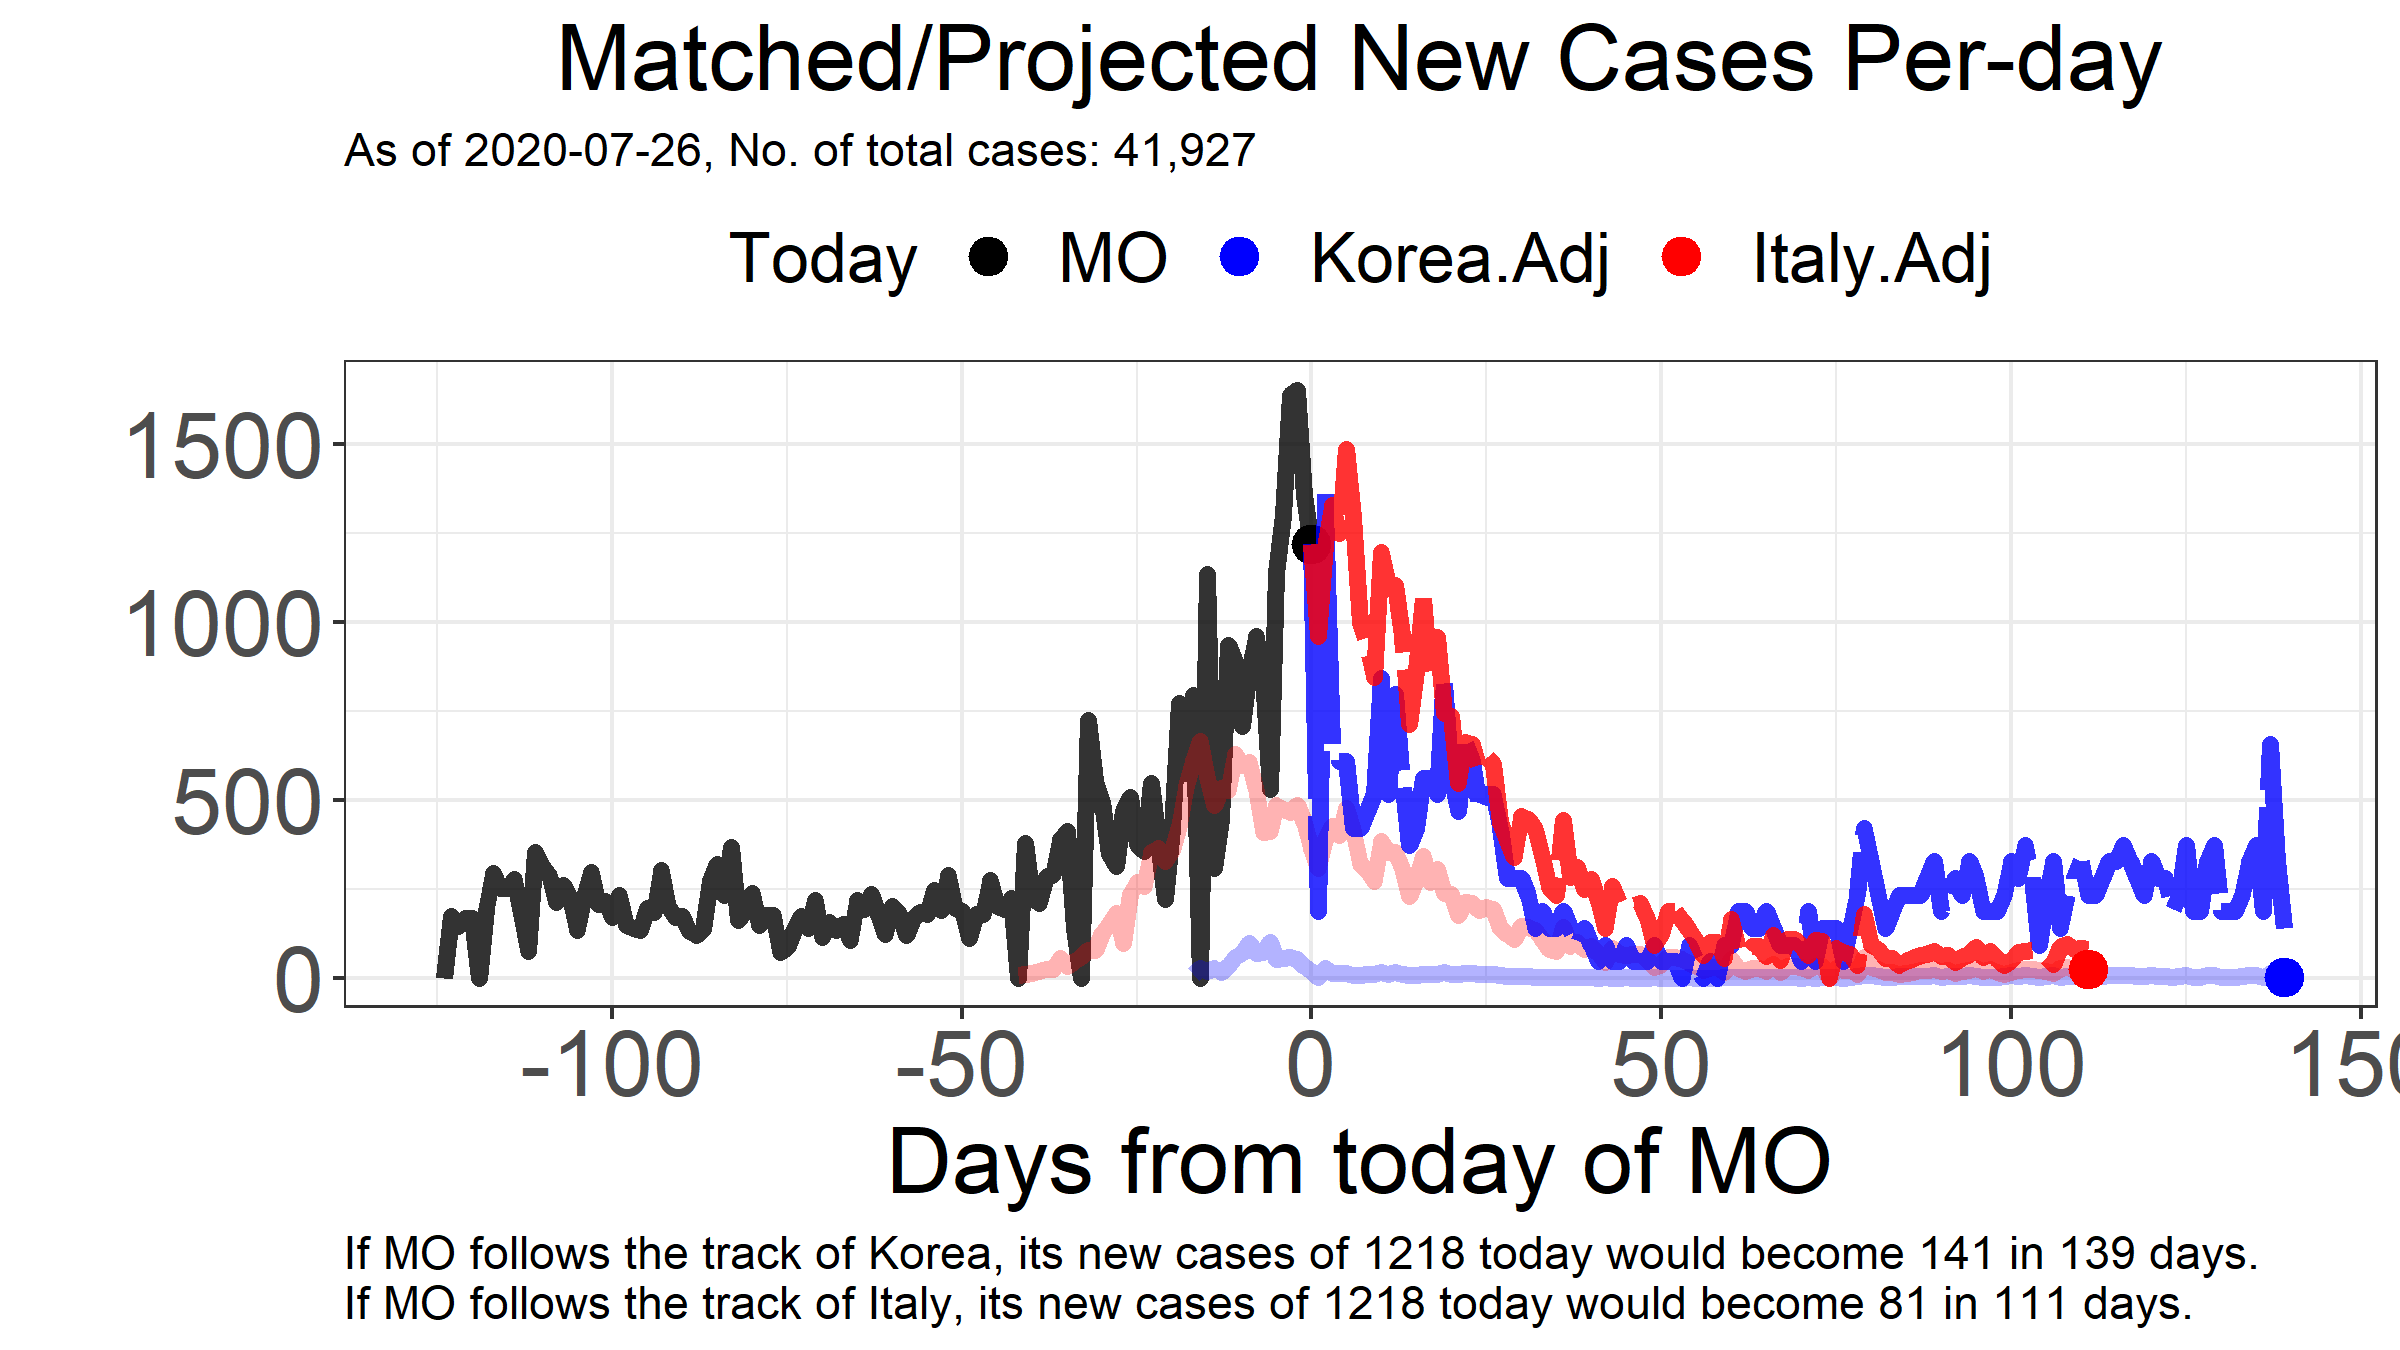 Matched/Projected New Cases Per-day
As of 2020-07-26, No. of total cases: 41,927
Today MO Korea.Adj Italy.Adj
1500
1000
500
0
-100 -50 0 50 100 150
Days from today of MO
If MO follows the track of Korea, its new cases of 1218 today would become 141 in 139 days.
If MO follows the track of Italy, its new cases of 1218 today would become 81 in 111 days.